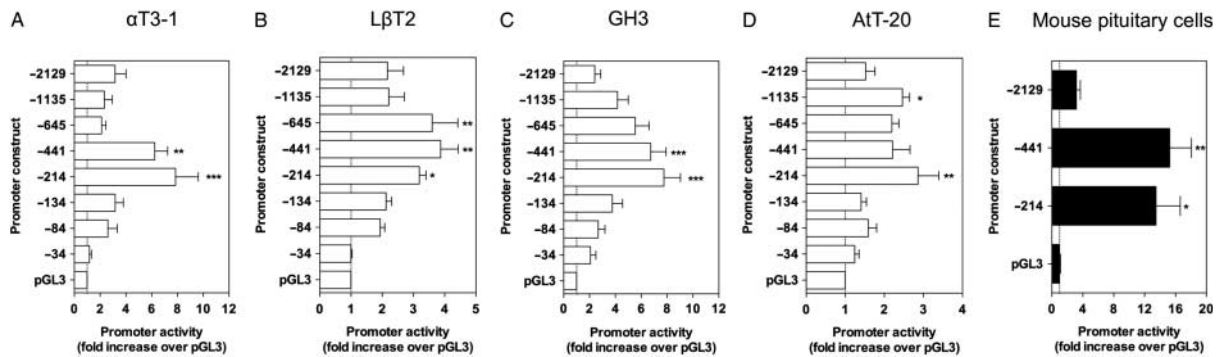 A
αT3-1
Promoter construct
−2129
−1135
−645
−441
**
−214
***
−134
−84
−34
pGL3
0 2 4 6 8 10 12
Promoter activity
(fold increase over pGL3)
B
LβT2
Promoter construct
−2129
−1135
−645
**
−441
**
−214
*
−134
−84
−34
pGL3
0 1 2 3 4 5
Promoter activity
(fold increase over pGL3)
C
GH3
Promoter construct
−2129
−1135
−645
−441
***
−214
***
−134
−84
−34
pGL3
0 2 4 6 8 10 12
Promoter activity
(fold increase over pGL3)
D
AtT-20
Promoter construct
−2129
−1135
*
−645
−441
−214
**
−134
−84
−34
pGL3
0 1 2 3 4
Promoter activity
(fold increase over pGL3)
E
Mouse pituitary cells
Promoter construct
−2129
−441
**
−214
*
pGL3
0 4 8 12 16 20
Promoter activity
(fold increase over pGL3)